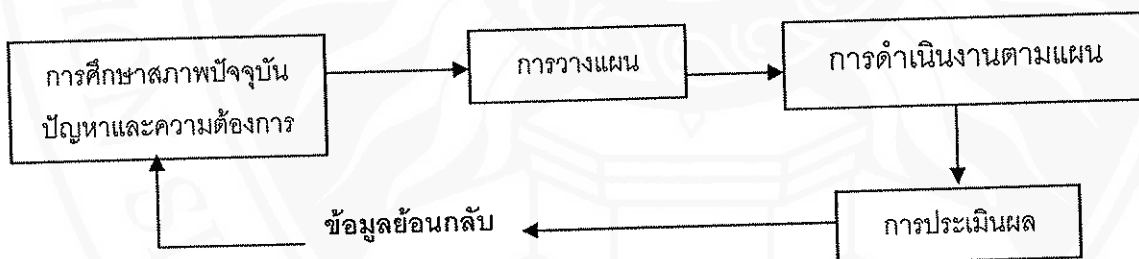 การศึกษาสภาพปัจจุบัน
ปัญหาและความต้องการ
การวางแผน
การดำเนินงานตามแผน
การประเมินผล
ข้อมูลย้อนกลับ